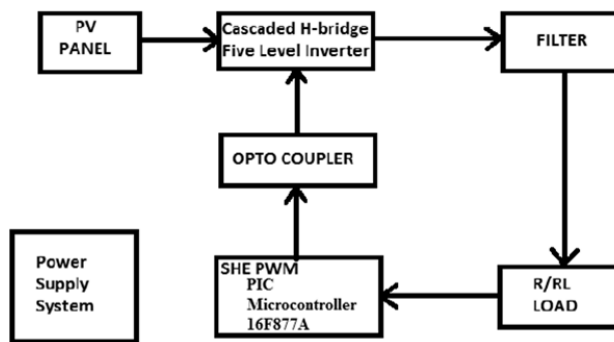 PV
PANEL
Cascaded H-bridge
Five Level Inverter
FILTER
OPTO COUPLER
Power
Supply
System
SHE PWM
PIC
Microcontroller
16F877A
R/RL
LOAD